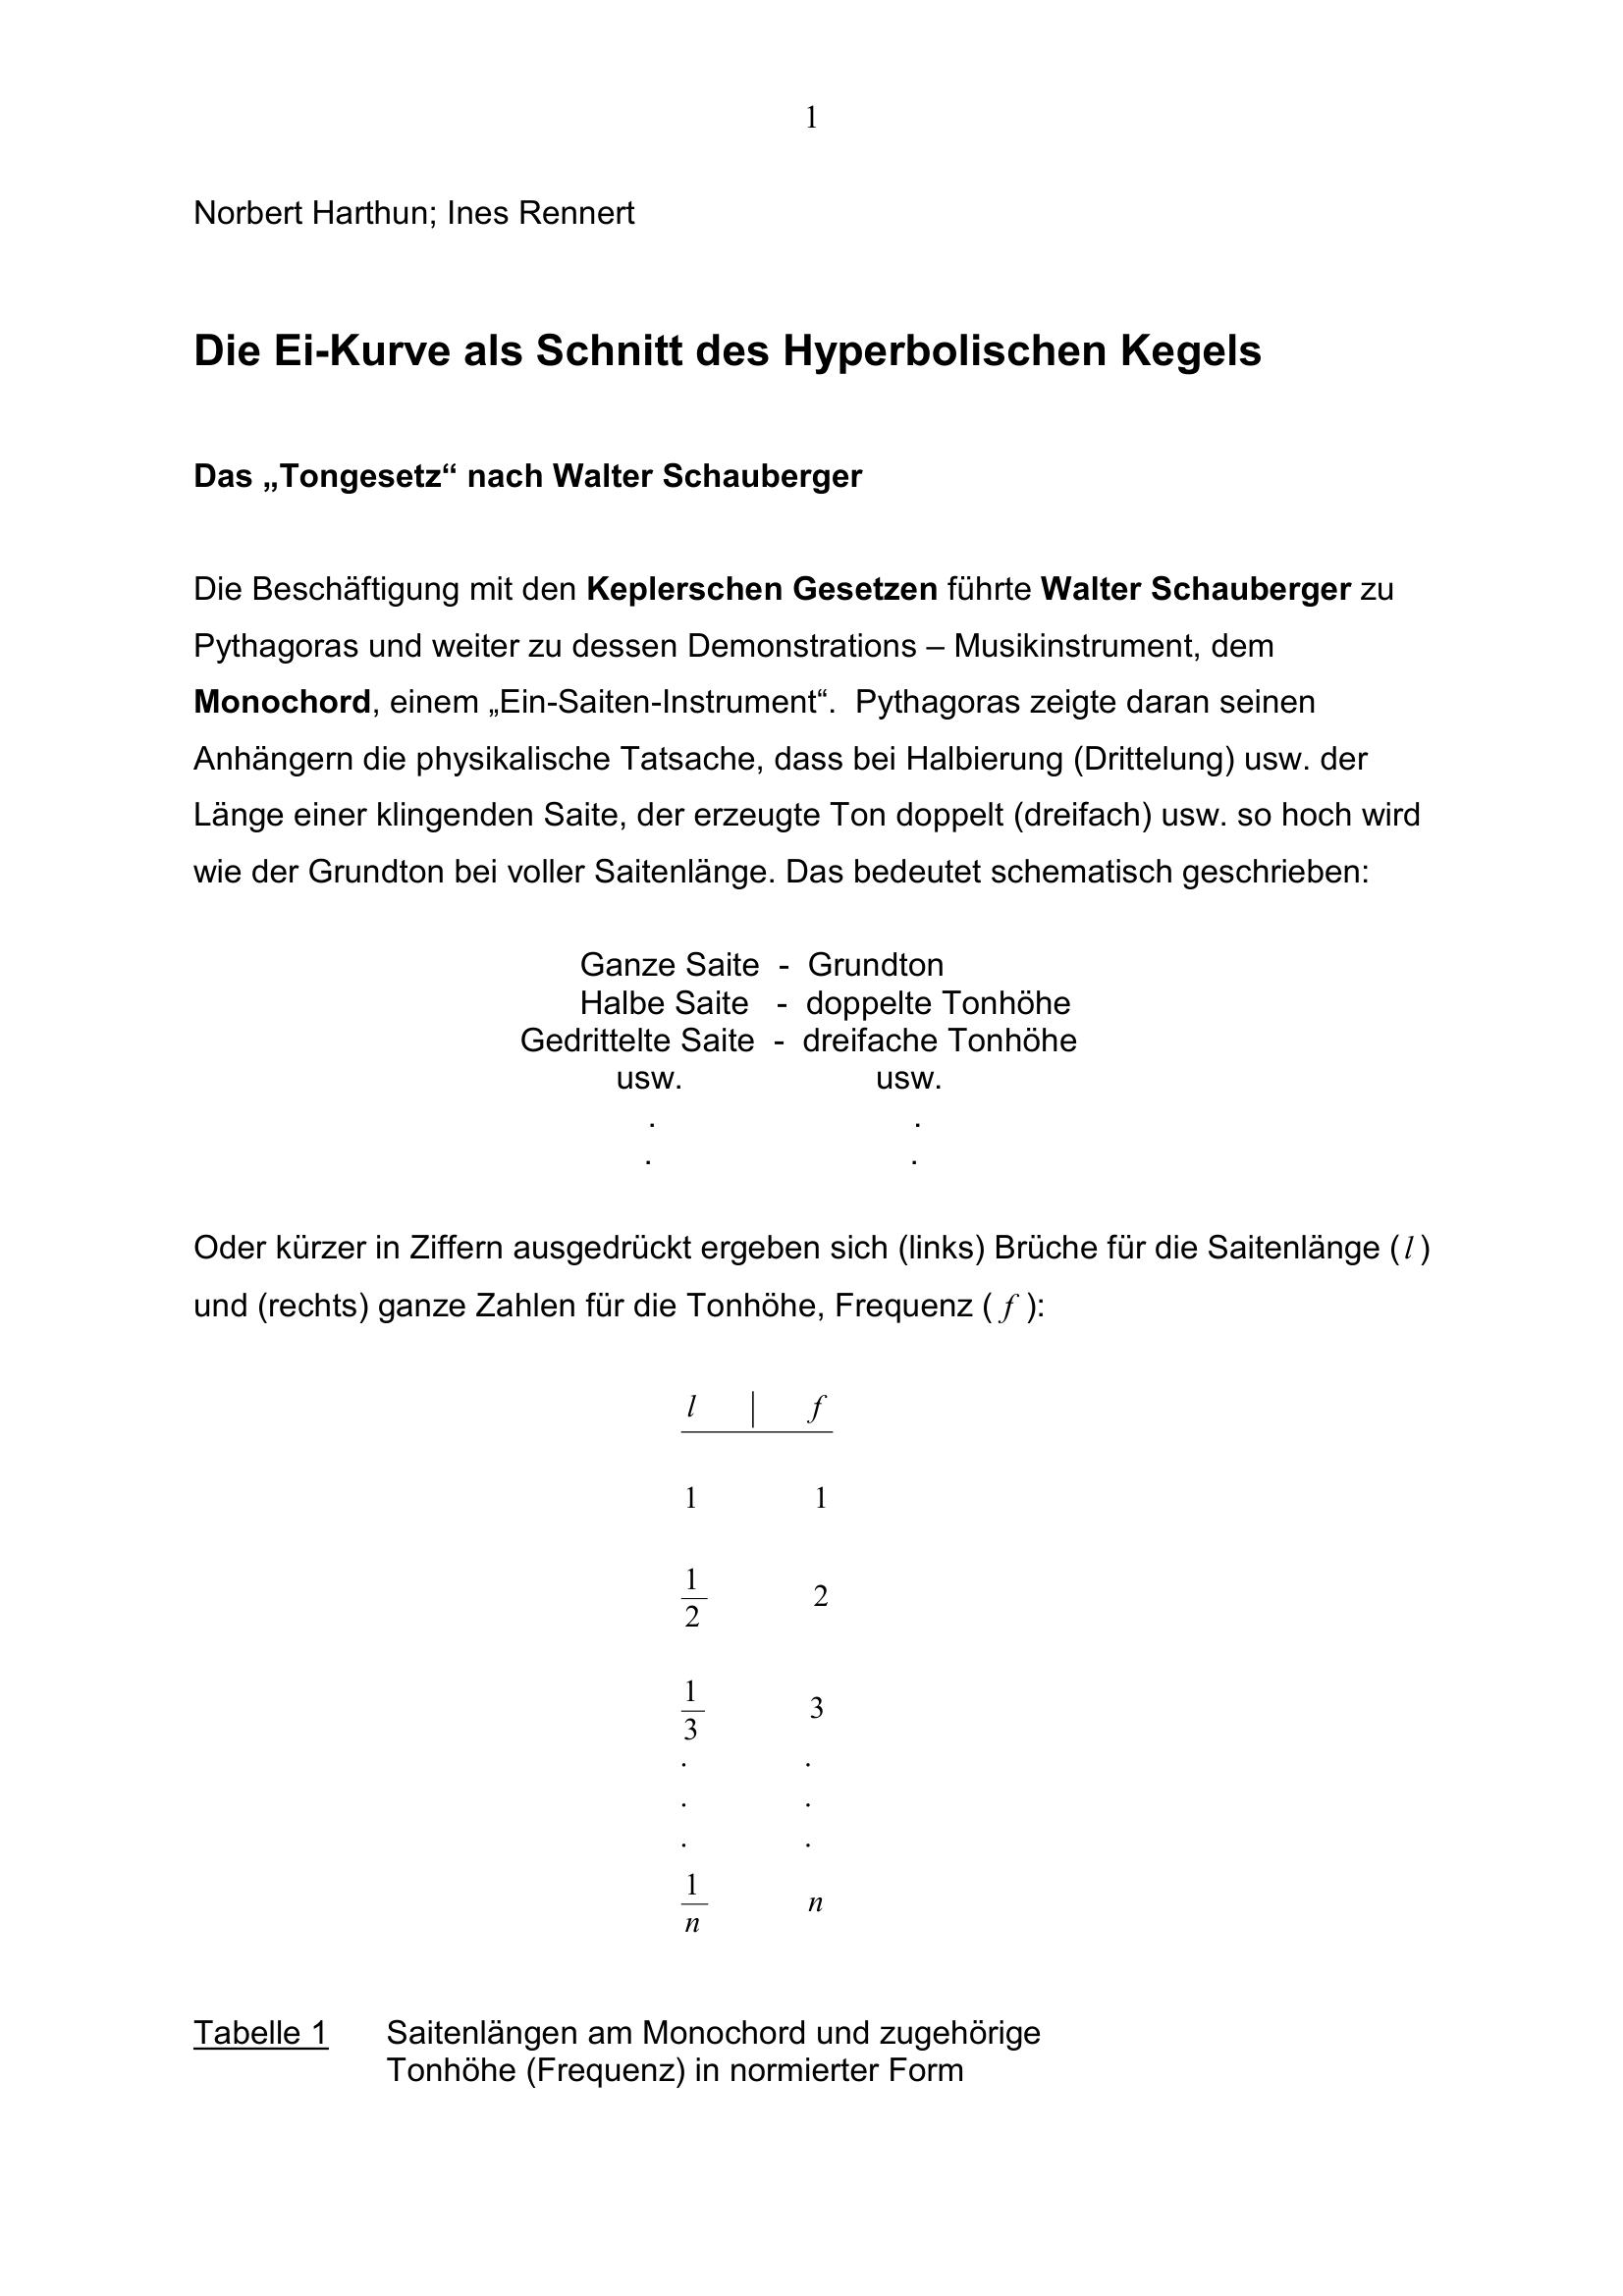 1
Norbert Harthun; Ines Rennert
Die Ei-Kurve als Schnitt des Hyperbolischen Kegels
Das „Tongesetz“ nach Walter Schauberger
Die Beschäftigung mit den Keplerschen Gesetzen führte Walter Schauberger zu
Pythagoras und weiter zu dessen Demonstrations – Musikinstrument, dem
Monochord, einem „Ein-Saiten-Instrument“.  Pythagoras zeigte daran seinen
Anhängern die physikalische Tatsache, dass bei Halbierung (Drittelung) usw. der
Länge einer klingenden Saite, der erzeugte Ton doppelt (dreifach) usw. so hoch wird
wie der Grundton bei voller Saitenlänge. Das bedeutet schematisch geschrieben:
Ganze Saite - Grundton
Halbe Saite - doppelte Tonhöhe
Gedrittelte Saite - dreifache Tonhöhe
usw. usw.
. .
. .
Oder kürzer in Ziffern ausgedrückt ergeben sich (links) Brüche für die Saitenlänge ( l )
und (rechts) ganze Zahlen für die Tonhöhe, Frequenz ( f ):
l | f
1 1
1/2 2
1/3 3
. .
. .
. .
1/n n
Tabelle 1 Saitenlängen am Monochord und zugehörige
Tonhöhe (Frequenz) in normierter Form